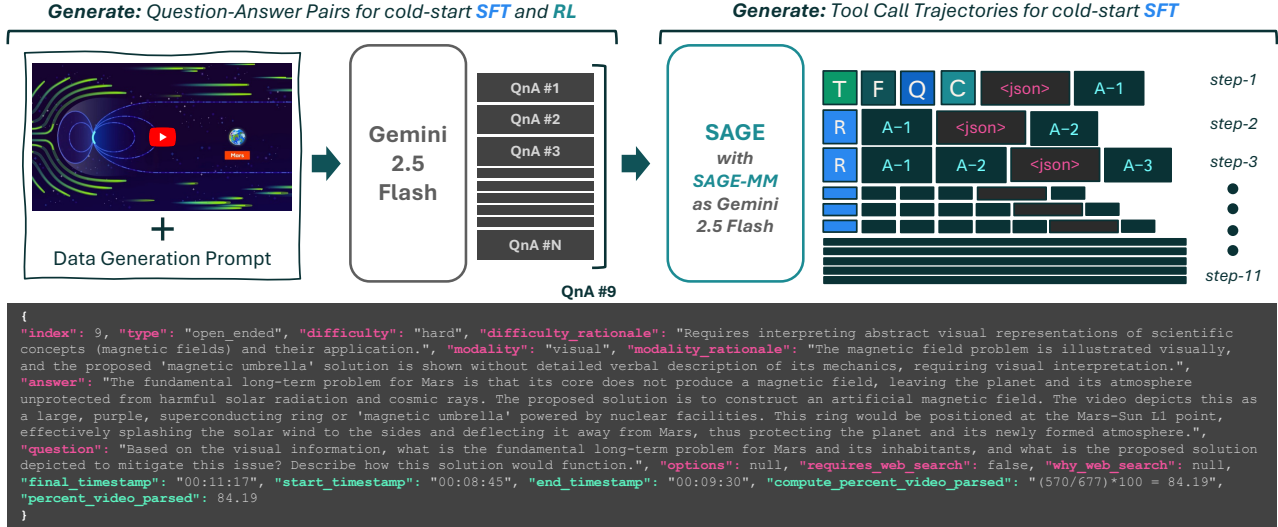 Generate: Question-Answer Pairs for cold-start SFT and RL
Generate: Tool Call Trajectories for cold-start SFT
Mars
+
Data Generation Prompt
Gemini
2.5
Flash
QnA #1
QnA #2
QnA #3
QnA #N
QnA #9
SAGE
with
SAGE-MM
as Gemini
2.5 Flash
T F Q C <json> A-1 step-1
R A-1 <json> A-2 step-2
R A-1 A-2 <json> A-3 step-3
step-11
{
"index": 9, "type": "open_ended", "difficulty": "hard", "difficulty_rationale": "Requires interpreting abstract visual representations of scientific
concepts (magnetic fields) and their application.", "modality": "visual", "modality_rationale": "The magnetic field problem is illustrated visually,
and the proposed 'magnetic umbrella' solution is shown without detailed verbal description of its mechanics, requiring visual interpretation.",
"answer": "The fundamental long-term problem for Mars is that its core does not produce a magnetic field, leaving the planet and its atmosphere
unprotected from harmful solar radiation and cosmic rays. The proposed solution is to construct an artificial magnetic field. The video depicts this as
a large, purple, superconducting ring or 'magnetic umbrella' powered by nuclear facilities. This ring would be positioned at the Mars-Sun L1 point,
effectively splashing the solar wind to the sides and deflecting it away from Mars, thus protecting the planet and its newly formed atmosphere.",
"question": "Based on the visual information, what is the fundamental long-term problem for Mars and its inhabitants, and what is the proposed solution
depicted to mitigate this issue? Describe how this solution would function.", "options": null, "requires_web_search": false, "why_web_search": null,
"final_timestamp": "00:11:17", "start_timestamp": "00:08:45", "end_timestamp": "00:09:30", "compute_percent_video_parsed": "(570/677)*100 = 84.19",
"percent_video_parsed": 84.19
}